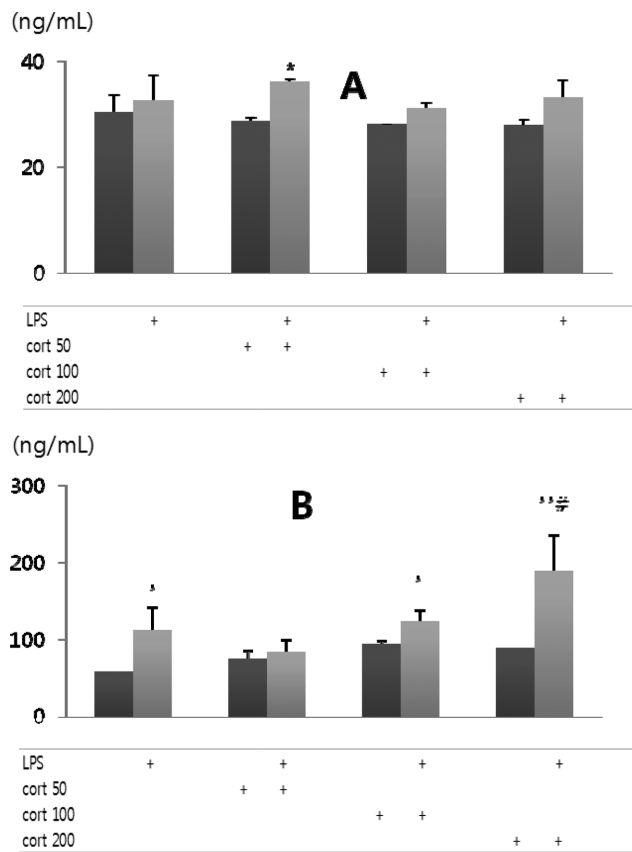 (ng/mL)
40
*
A
20
0
LPS + + + +
cort 50 + +
cort 100 + +
cort 200 + +
(ng/mL)
300
B
200
100
0
LPS + + + +
cort 50 + +
cort 100 + +
cort 200 + +